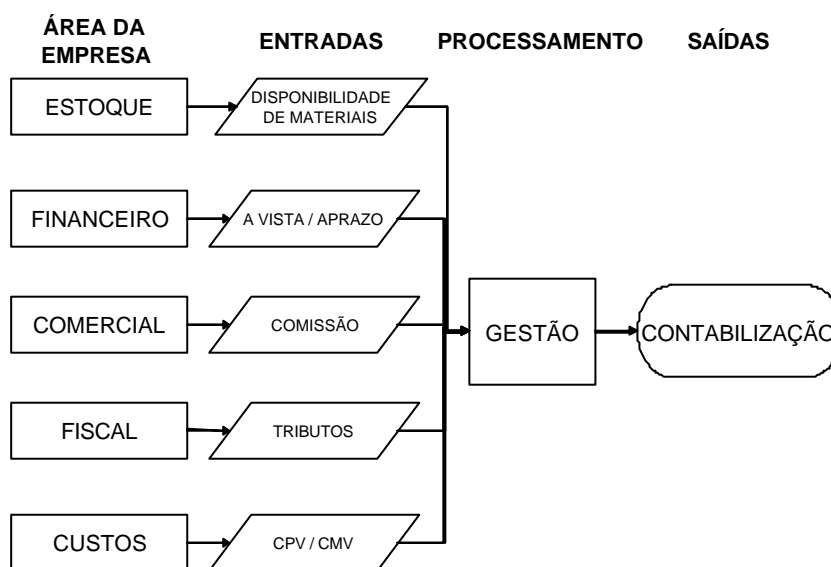 ÁREA DA
EMPRESA
ENTRADAS
PROCESSAMENTO
SAÍDAS
ESTOQUE
DISPONIBILIDADE
DE MATERIAIS
FINANCEIRO
A VISTA / APRAZO
COMERCIAL
COMISSÃO
GESTÃO
CONTABILIZAÇÃO
FISCAL
TRIBUTOS
CUSTOS
CPV / CMV